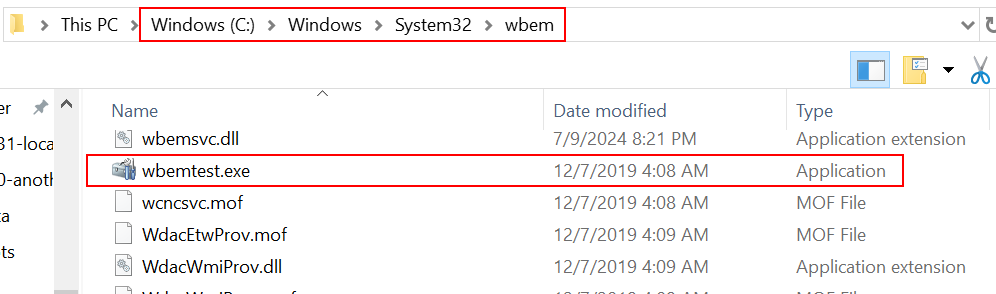 This PC > Windows (C:) > Windows > System32 > wbem
Name Date modified Type
er
wbemsvc.dll 7/9/2024 8:21 PM Application extension
31-loca
wbemtest.exe 12/7/2019 4:08 AM Application
0-anoth
wcncsvc.mof 12/7/2019 4:08 AM MOF File
ta
WdacEtwProv.mof 12/7/2019 4:09 AM MOF File
ots
WdacWmiProv.dll 12/7/2019 4:09 AM Application extension